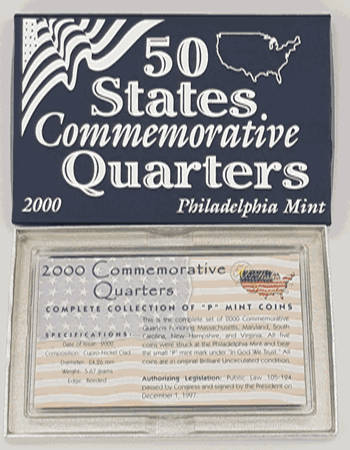 50
States
Commemorative
Quarters
2000 Philadelphia Mint
2000 Commemorative
Quarters
COMPLETE COLLECTION OF "P" MINT COINS
SPECIFICATIONS:
Date of Issue: 2000
Composition: Cupro-Nickel Clad
Diameter: 24.26 mm
Weight: 5.67 grams
Edge: Reeded
This is the complete set of 2000 Commemorative
Quarters honoring Massachusetts, Maryland, South
Carolina, New Hampshire, and Virginia. All five
coins were struck at the Philadelphia Mint and bear
the small "P" mint mark under "In God We Trust." All
coins are in original Brilliant Uncirculated condition.
Authorizing Legislation: Public Law 105-124
passed by Congress and signed by the President on
December 1, 1997.